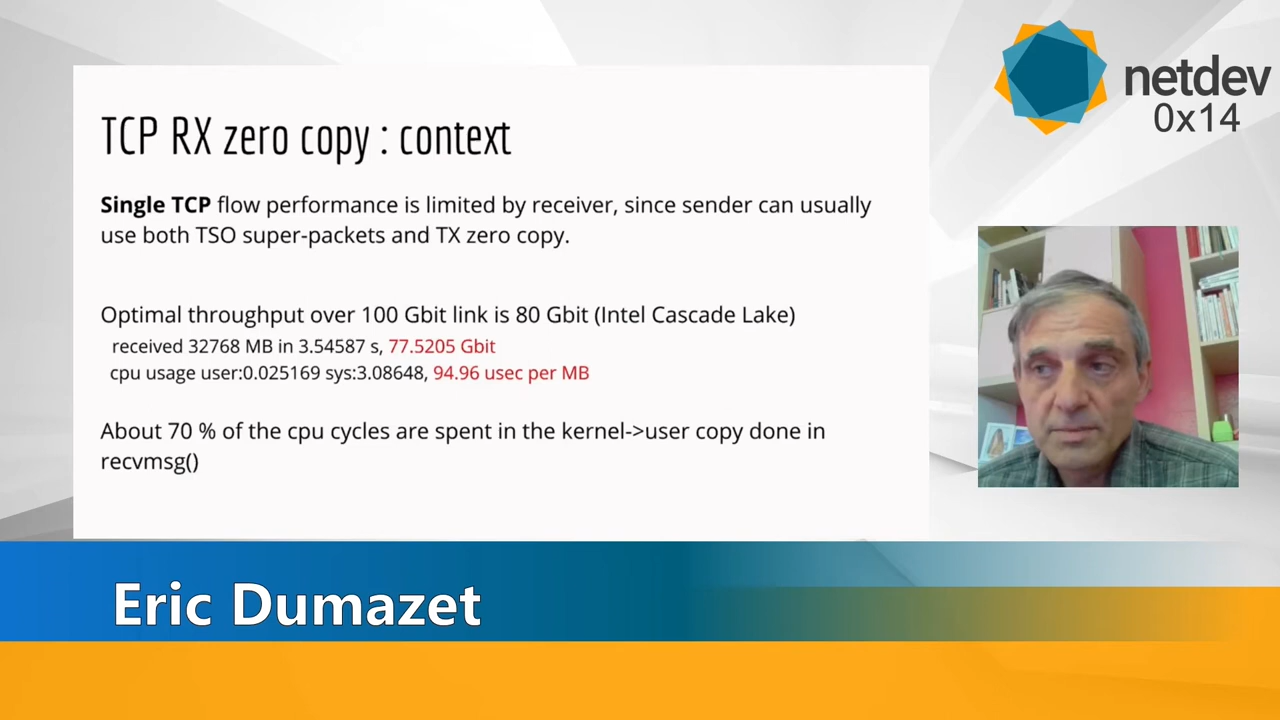 netdev
0x14
TCP RX zero copy : context
Single TCP flow performance is limited by receiver, since sender can usually
use both TSO super-packets and TX zero copy.
Optimal throughput over 100 Gbit link is 80 Gbit (Intel Cascade Lake)
received 32768 MB in 3.54587 s, 77.5205 Gbit
cpu usage user:0.025169 sys:3.08648, 94.96 usec per MB
About 70 % of the cpu cycles are spent in the kernel->user copy done in
recvmsg()
Eric Dumazet